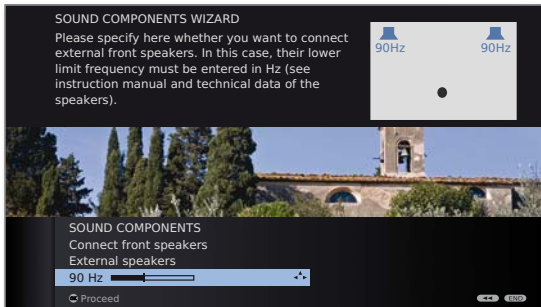 SOUND COMPONENTS WIZARD
Please specify here whether you want to connect
external front speakers. In this case, their lower
limit frequency must be entered in Hz (see
instruction manual and technical data of the
speakers).
90Hz 90Hz
SOUND COMPONENTS
Connect front speakers
External speakers
90 Hz
OK Proceed
END